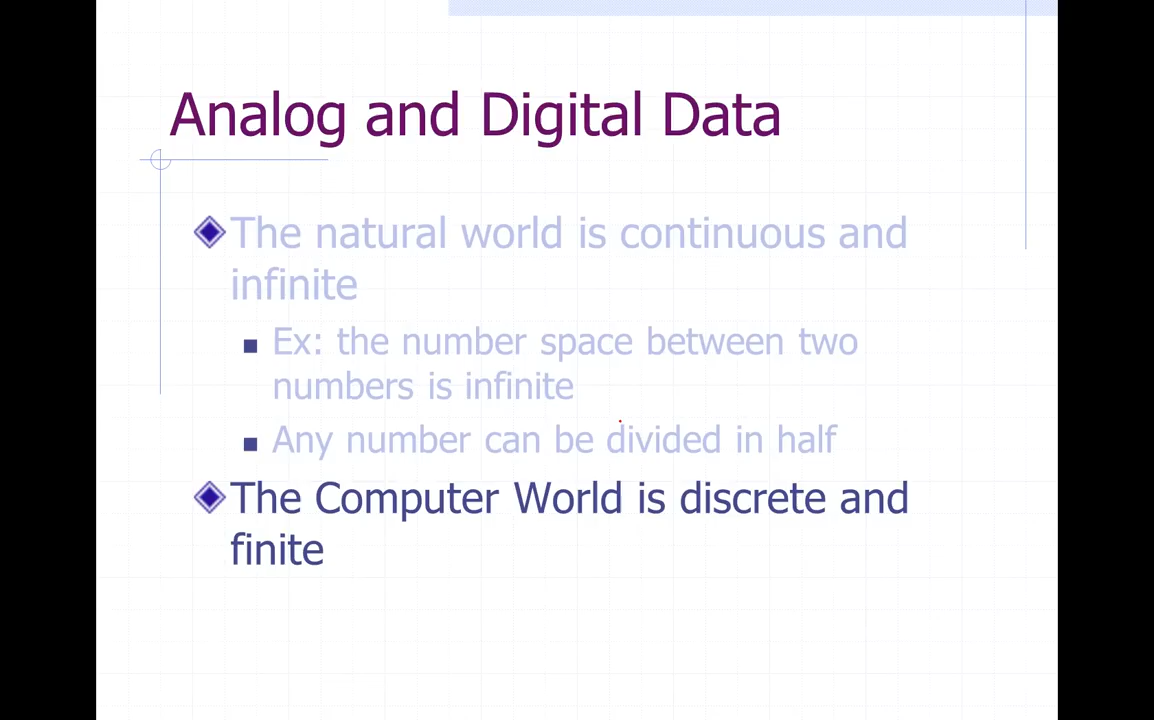 Analog and Digital Data
The natural world is continuous and
infinite
Ex: the number space between two
numbers is infinite
Any number can be divided in half
The Computer World is discrete and
finite